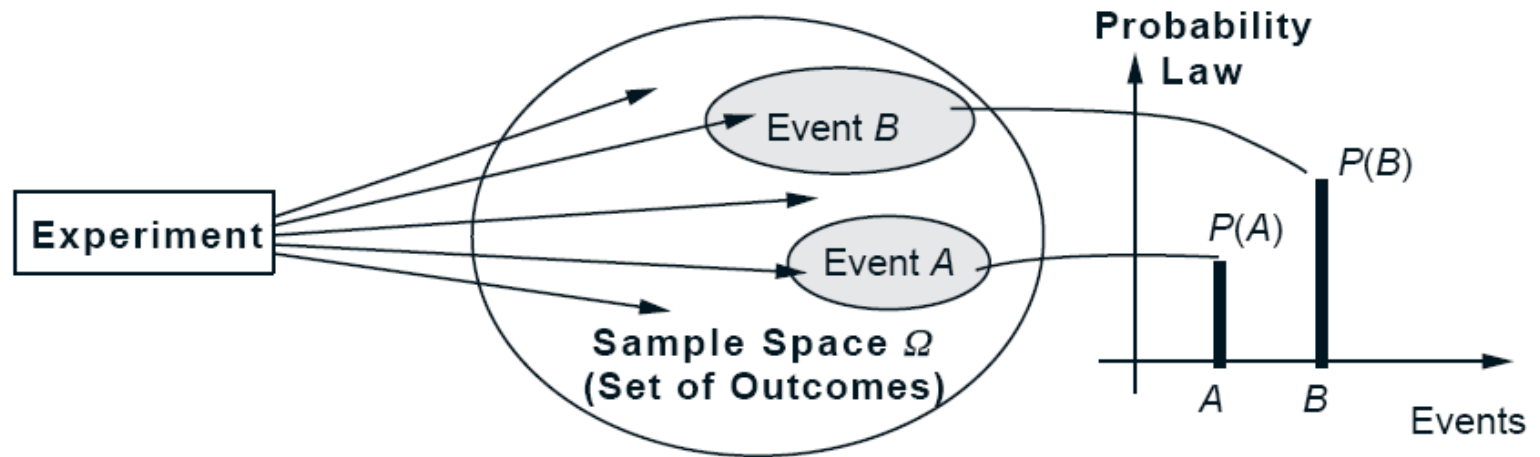 Experiment
Event B
Event A
Sample Space Ω
(Set of Outcomes)
Probability
Law
P(B)
P(A)
A
B
Events